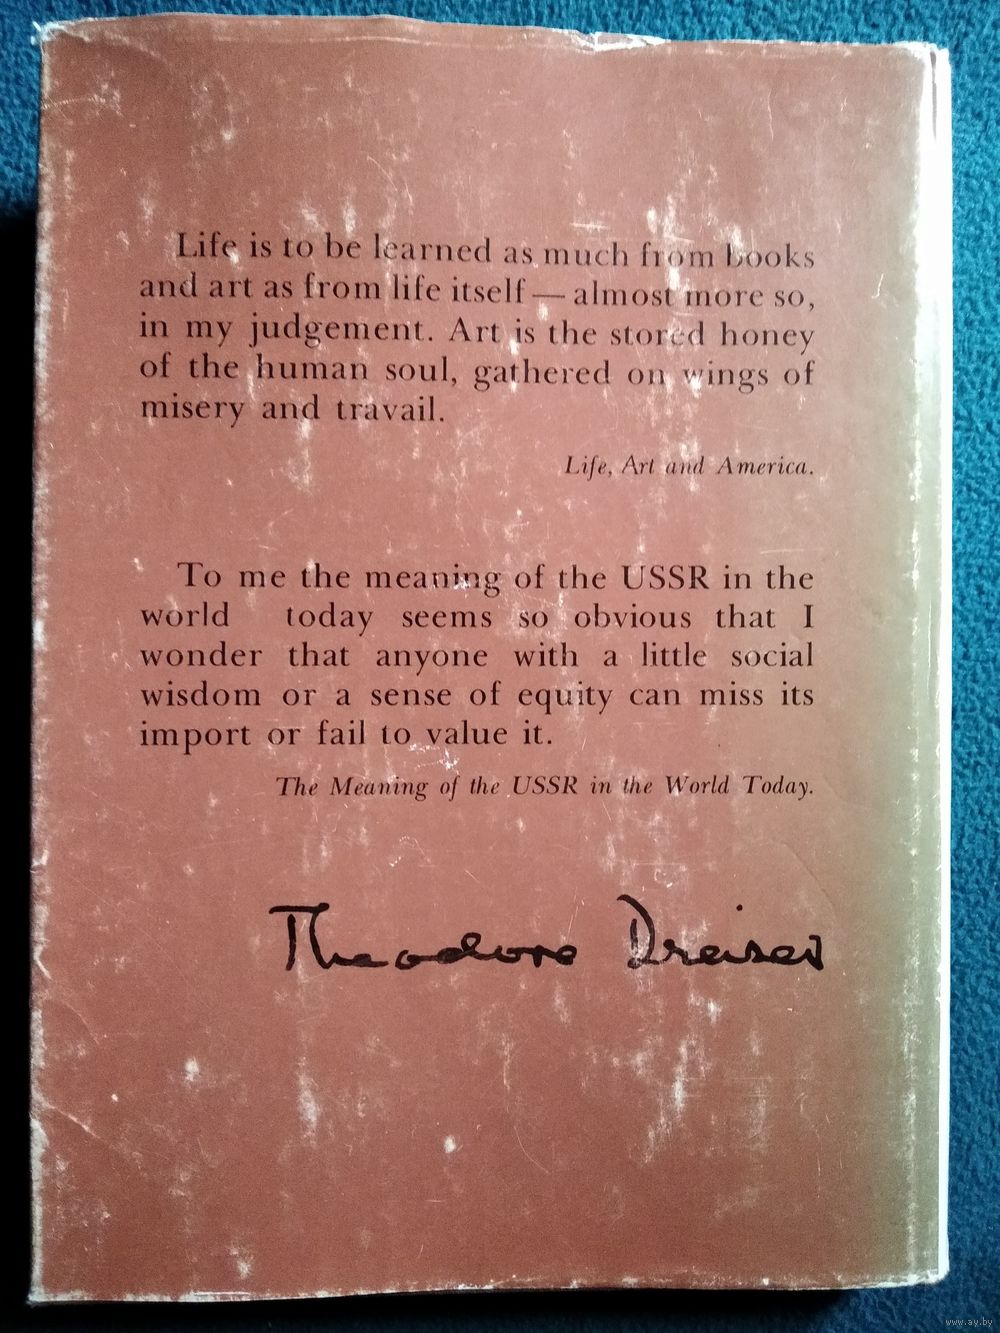 Life is to be learned as much from books
and art as from life itself — almost more so,
in my judgement. Art is the stored honey
of the human soul, gathered on wings of
misery and travail.
Life, Art and America.
To me the meaning of the USSR in the
world today seems so obvious that I
wonder that anyone with a little social
wisdom or a sense of equity can miss its
import or fail to value it.
The Meaning of the USSR in the World Today.
Theodore Dreiser
www.ay.by